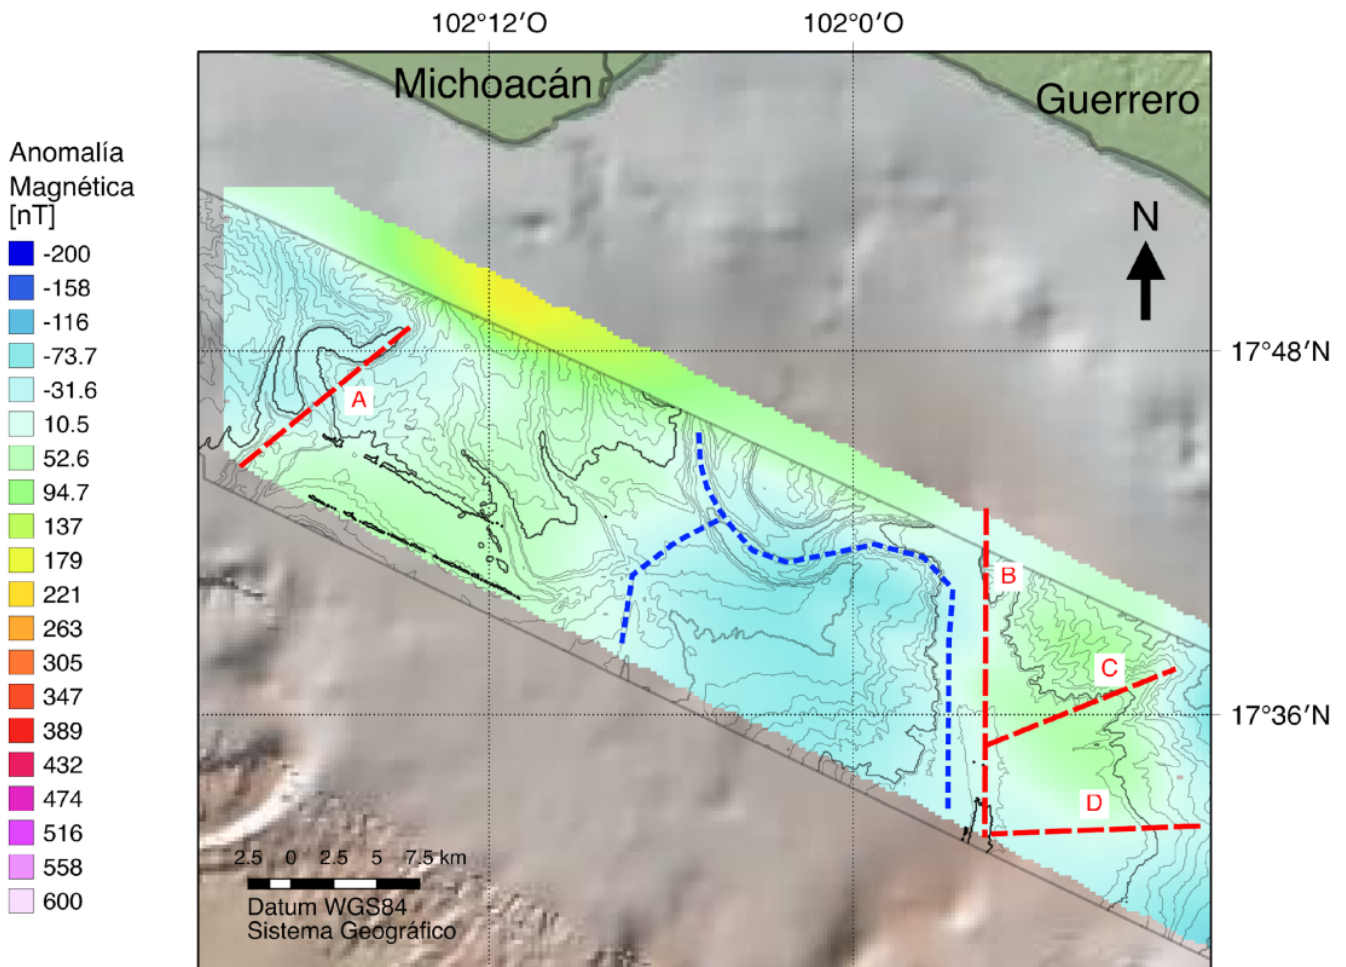 102°12′O
102°0′O
Michoacán
Guerrero
Anomalía
Magnética
[nT]
-200
-158
-116
-73.7
-31.6
10.5
52.6
94.7
137
179
221
263
305
347
389
432
474
516
558
600
N
17°48′N
A
B
C
17°36′N
D
2.5 0 2.5 5 7.5 km
Datum WGS84
Sistema Geográfico